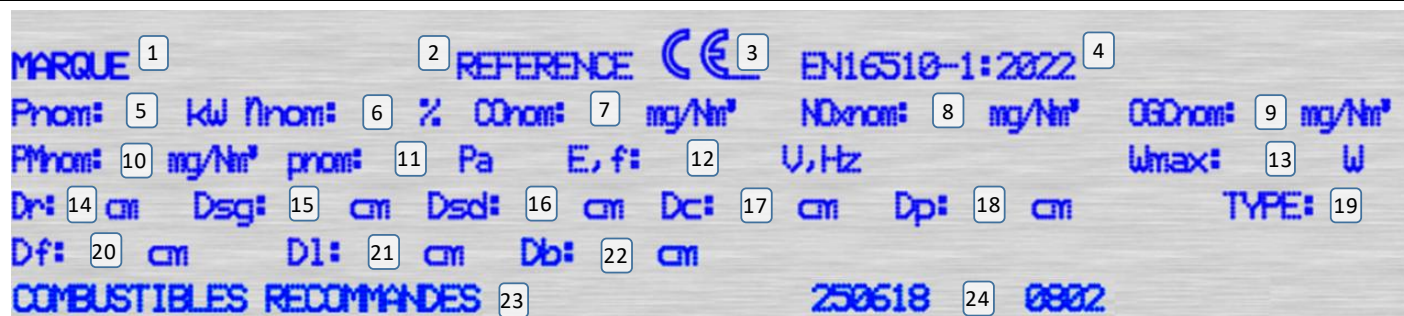 MARQUE 1 2 REFERENCE CE 3 EN16510-1:2022 4
Pnom: 5 kW ηnom: 6 % COnom: 7 mg/Nm³ NOxnom: 8 mg/Nm³ OGCnom: 9 mg/Nm³
PMnom: 10 mg/Nm³ pnom: 11 Pa E,f: 12 V,Hz Wmax: 13 W
Dr: 14 cm Dsg: 15 cm Dsd: 16 cm Dc: 17 cm Dp: 18 cm TYPE: 19
Df: 20 cm Dl: 21 cm Db: 22 cm
COMBUSTIBLES RECOMMANDES 23 250618 24 0802